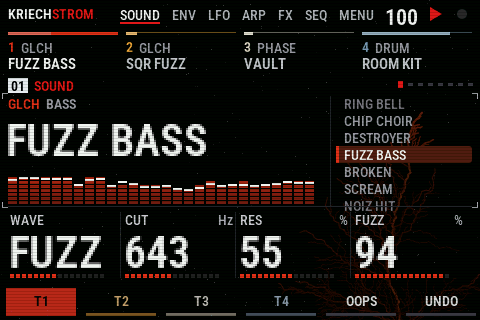 KRIECHSTROM SOUND ENV LFO ARP FX SEQ MENU 100
1 GLCH 2 GLCH 3 PHASE 4 DRUM
FUZZ BASS SQR FUZZ VAULT ROOM KIT
01 SOUND
GLCH BASS
FUZZ BASS
RING BELL
CHIP CHOIR
DESTROYER
FUZZ BASS
BROKEN
SCREAM
NOIZ HIT
WAVE CUT Hz RES % FUZZ %
FUZZ 643 55 94
T1 T2 T3 T4 OOPS UNDO